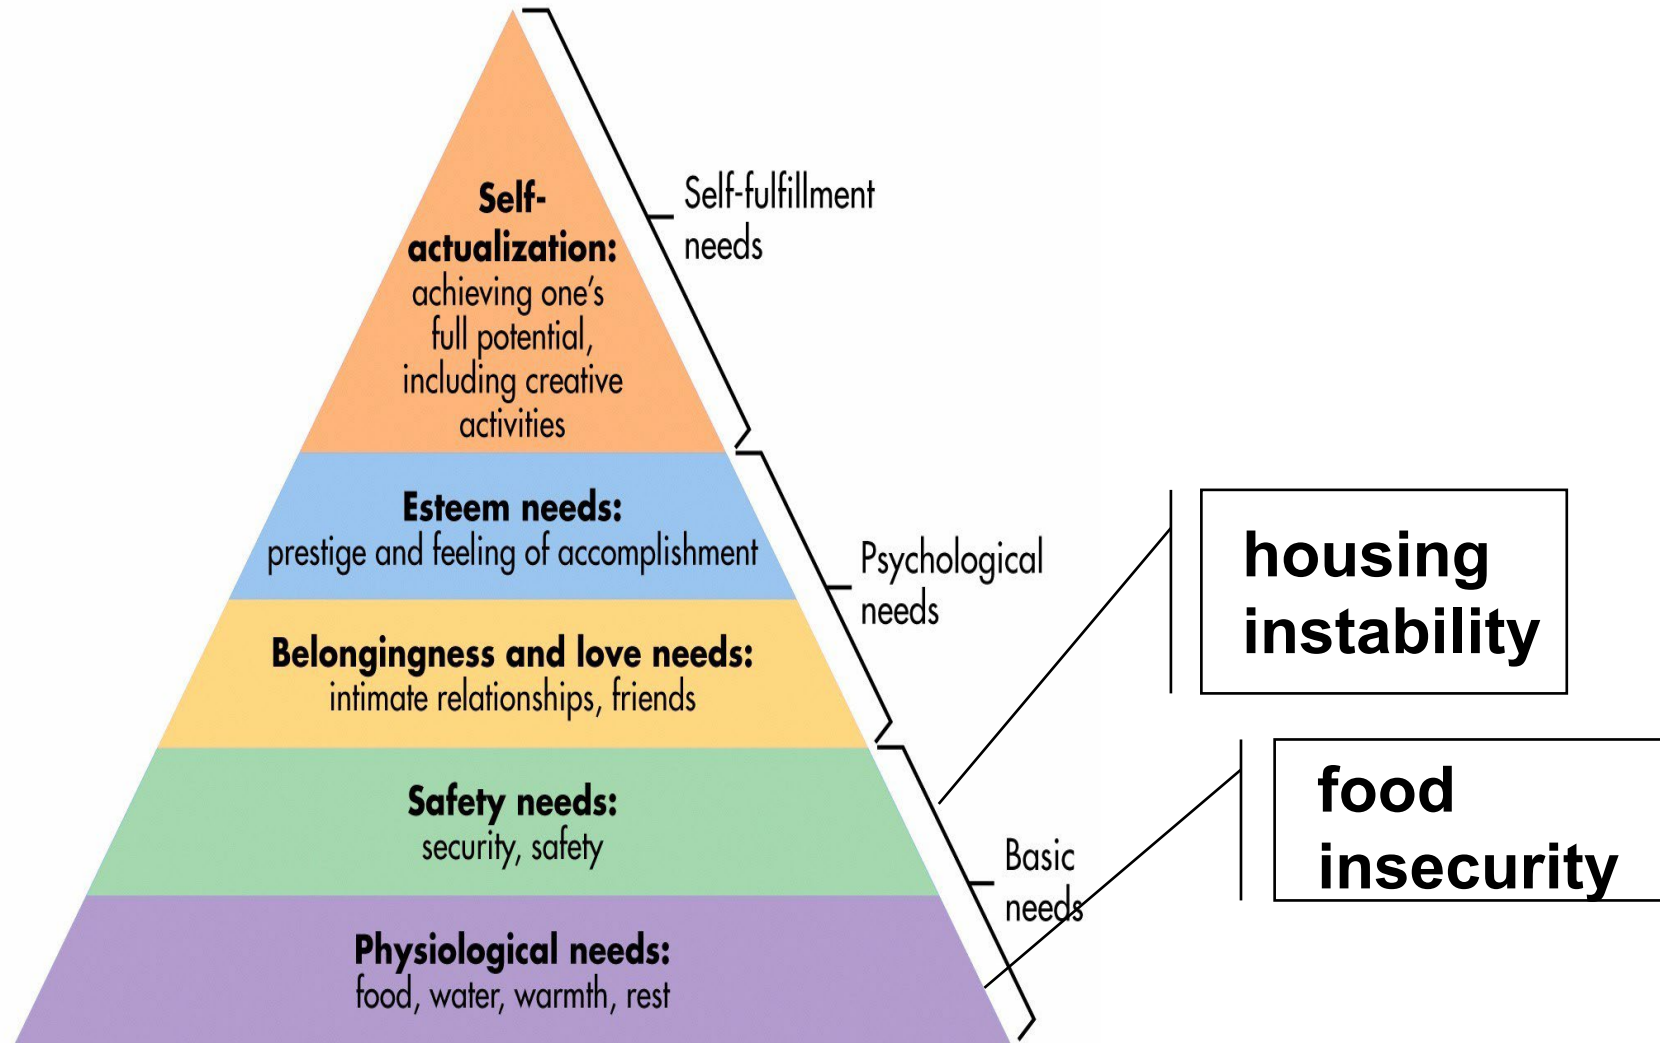 Self-
actualization:
achieving one's
full potential,
including creative
activities
Self-fulfillment
needs
Esteem needs:
prestige and feeling of accomplishment
Psychological
needs
Belongingness and love needs:
intimate relationships, friends
housing
instability
Safety needs:
security, safety
Basic
needs
food
insecurity
Physiological needs:
food, water, warmth, rest